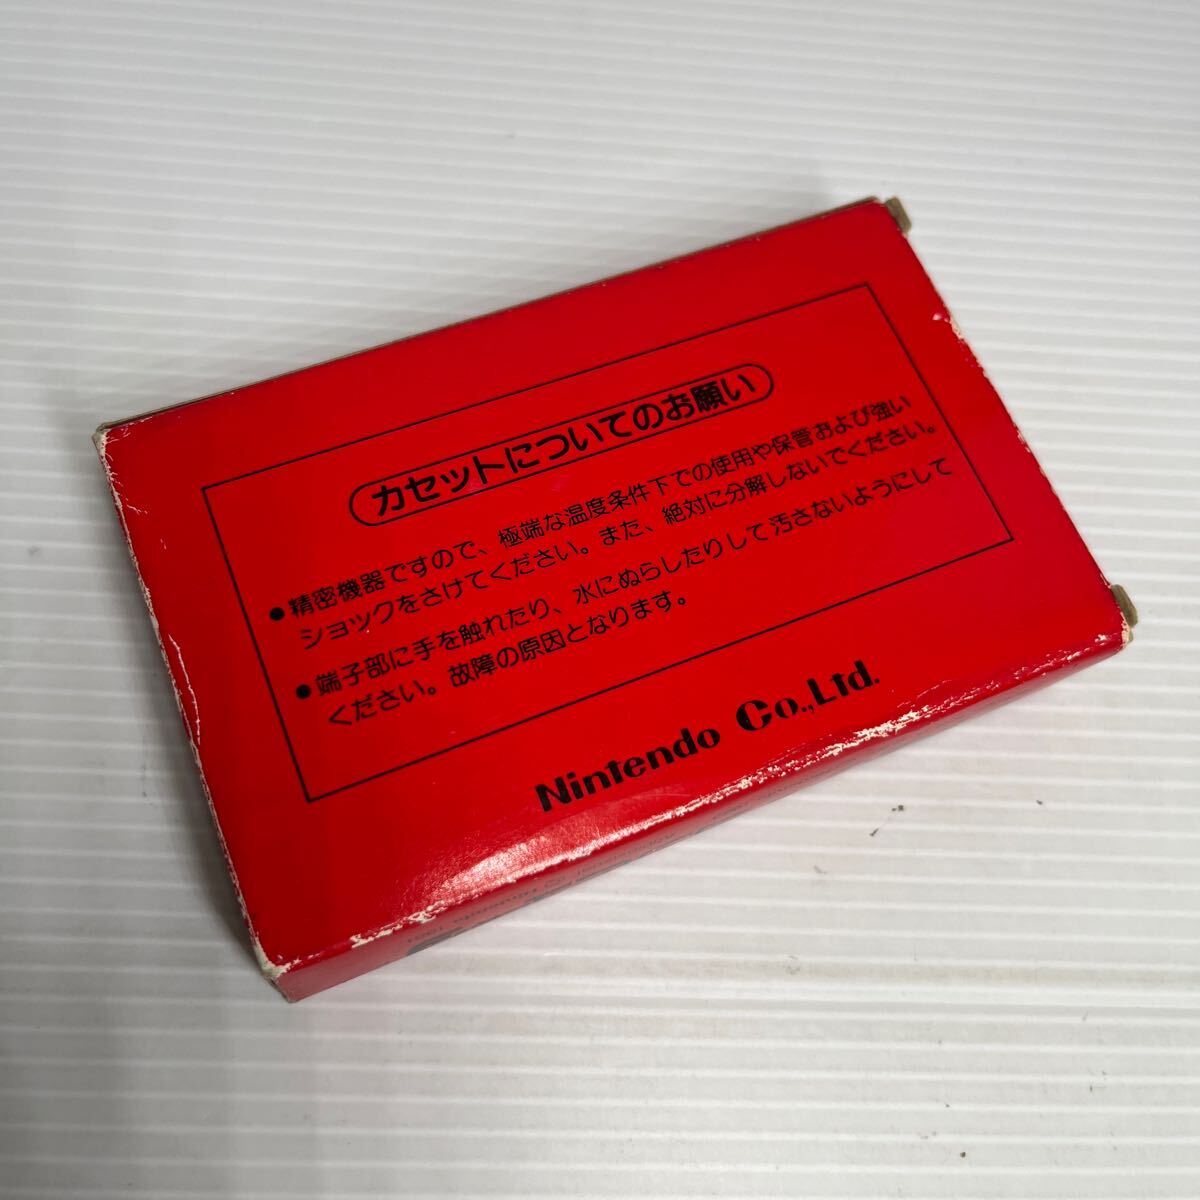 カセットについてのお願い
●精密機器ですので、極端な温度条件下での使用や保管および強い
ショックをさけてください。また、絶対に分解しないでください。
●端子部に手を触れたり、水にぬらしたりして汚さないようにして
ください。故障の原因となります。
Nintendo Co.,Ltd.